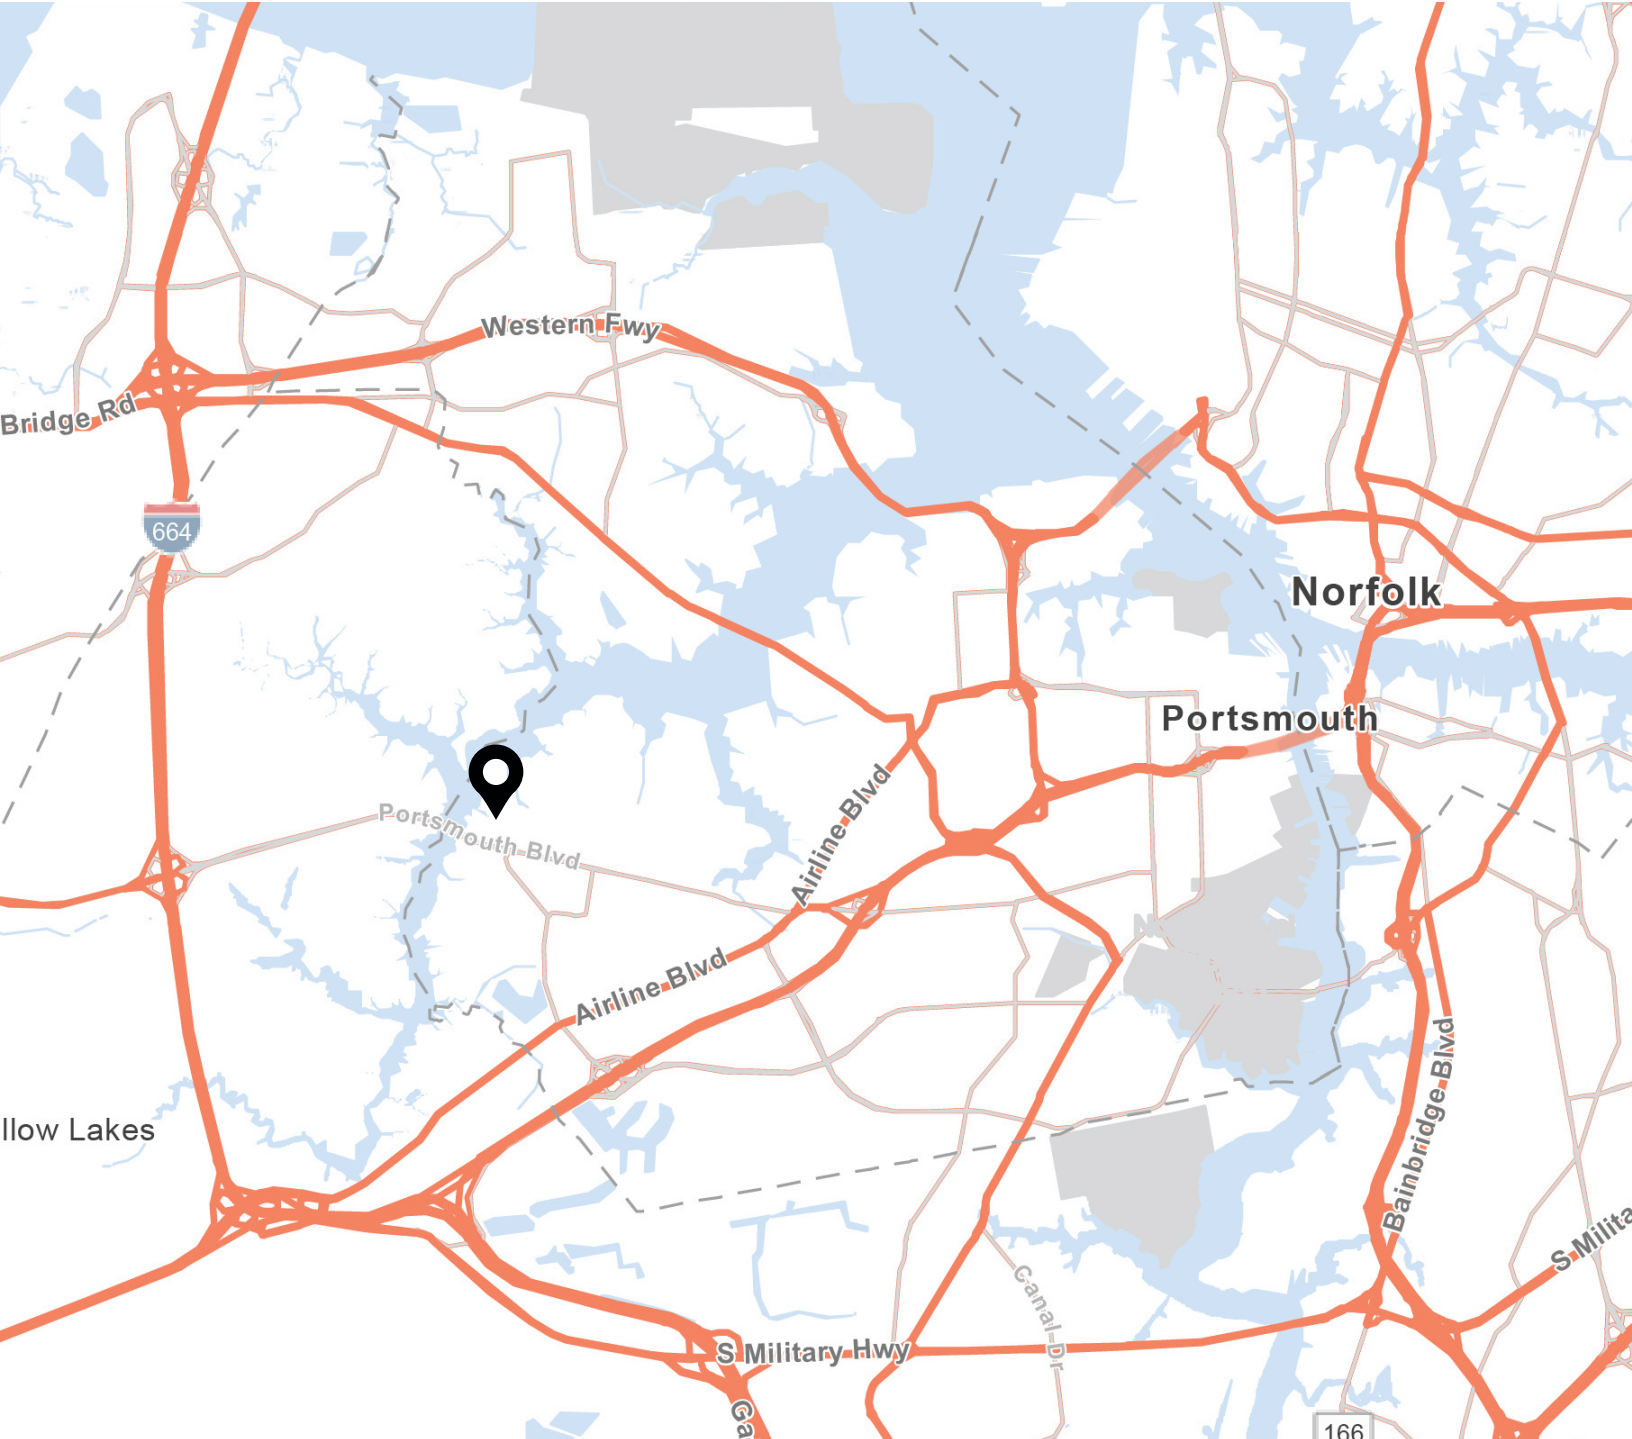 Western Fwy
Bridge Rd
664
Norfolk
Portsmouth
Airline Blvd
Portsmouth Blvd
Airline Blvd
Bainbridge Blvd
llow Lakes
S Milita
Canal Dr
S Military Hwy
Ga
166